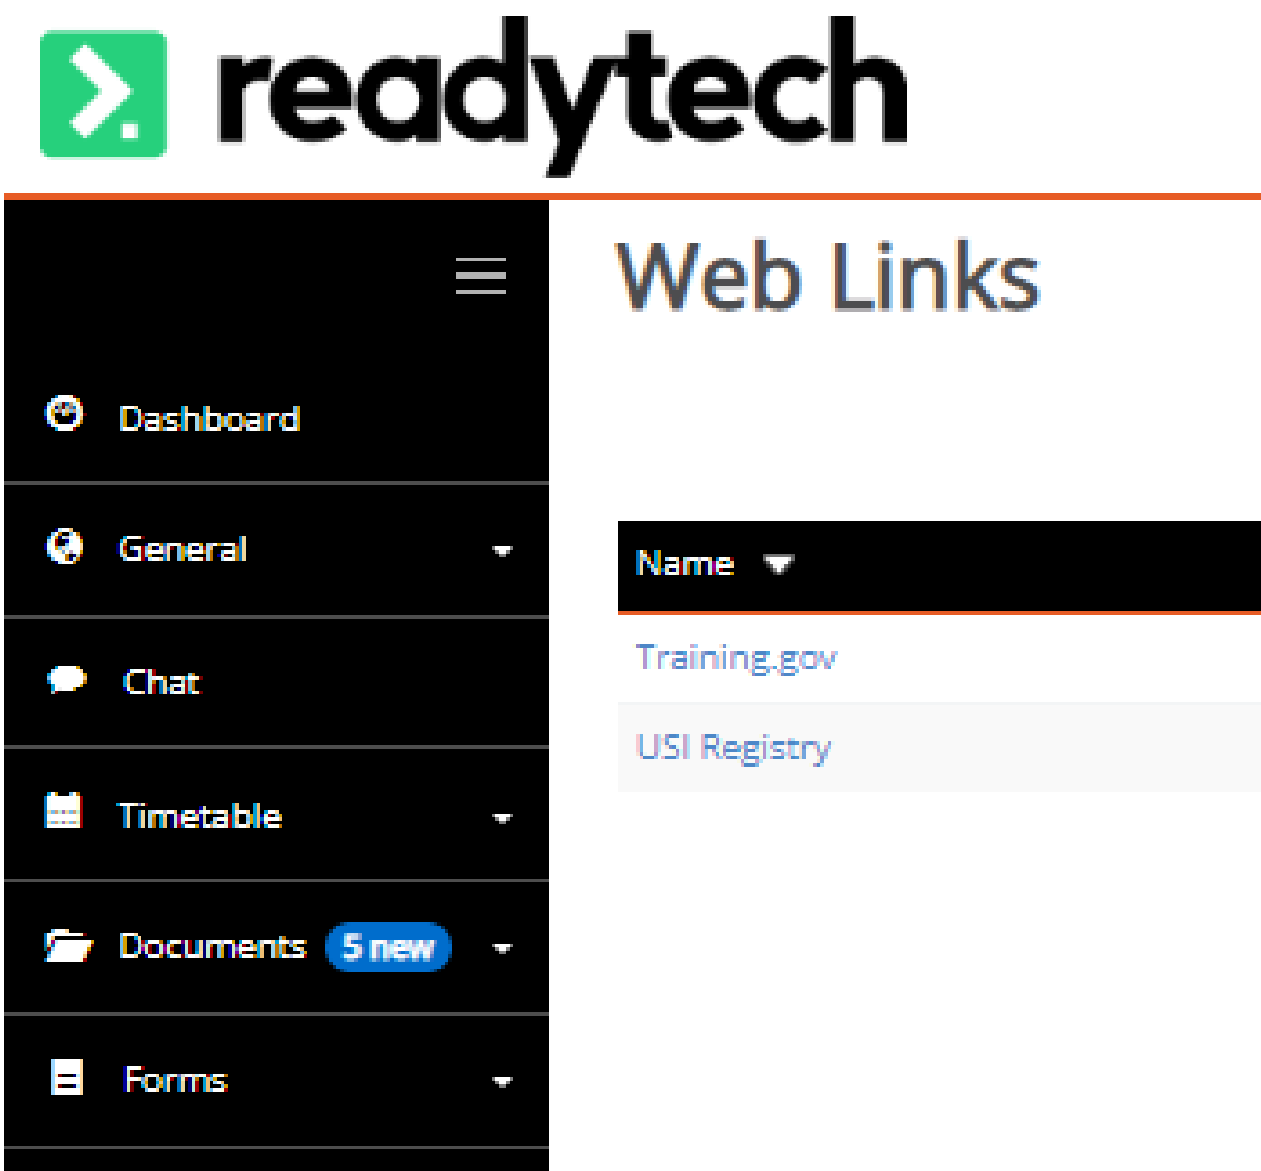 readytech
Web Links
Dashboard
General
Chat
Timetable
Documents 5 new
Forms
Name
Training.gov
USI Registry